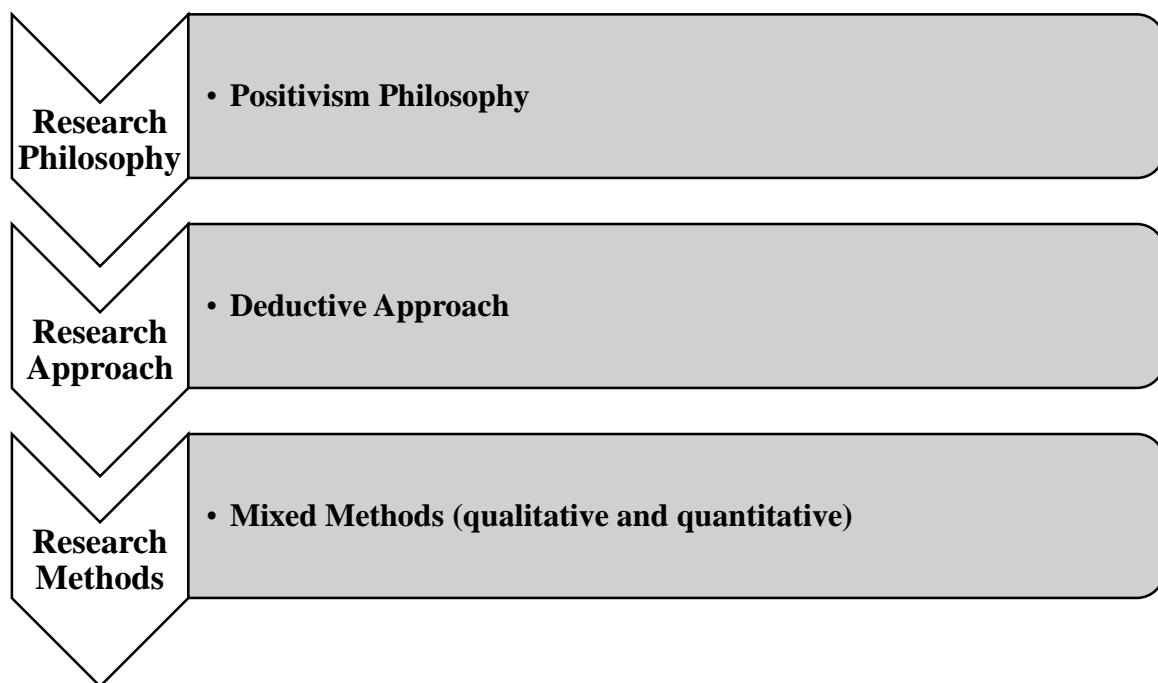 Research
Philosophy
• Positivism Philosophy
Research
Approach
• Deductive Approach
Research
Methods
• Mixed Methods (qualitative and quantitative)